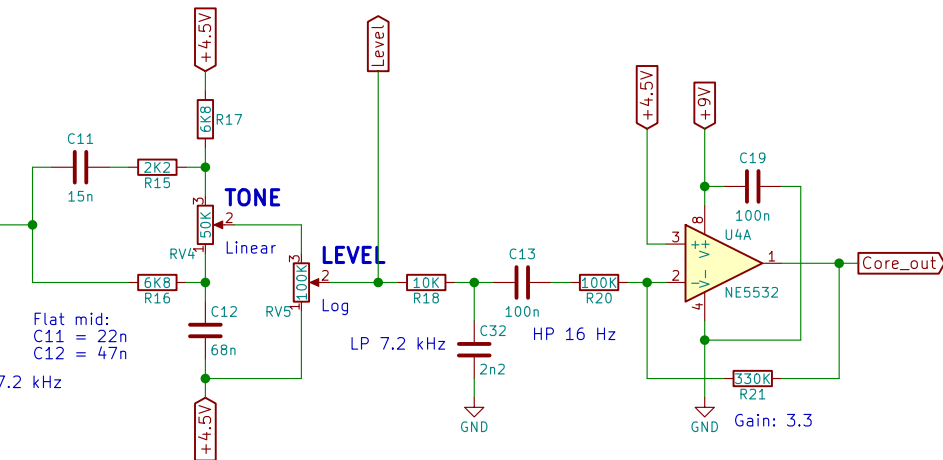 +4.5V
Level
6K8
R17
+4.5V
+9V
C11
15n
2K2
R15
C19
100n
3
TONE
50K
2
Linear
RV4
1
8
U4A
3
+
V+
1
Core_out
2
-
V-
NE5532
4
LEVEL
3
100K
2
Log
RV5
1
C13
100n
6K8
R16
10K
R18
100K
R20
C12
68n
Flat mid:
C11 = 22n
C12 = 47n
7.2 kHz
LP 7.2 kHz
C32
2n2
HP 16 Hz
330K
R21
+4.5V
GND
GND
Gain: 3.3